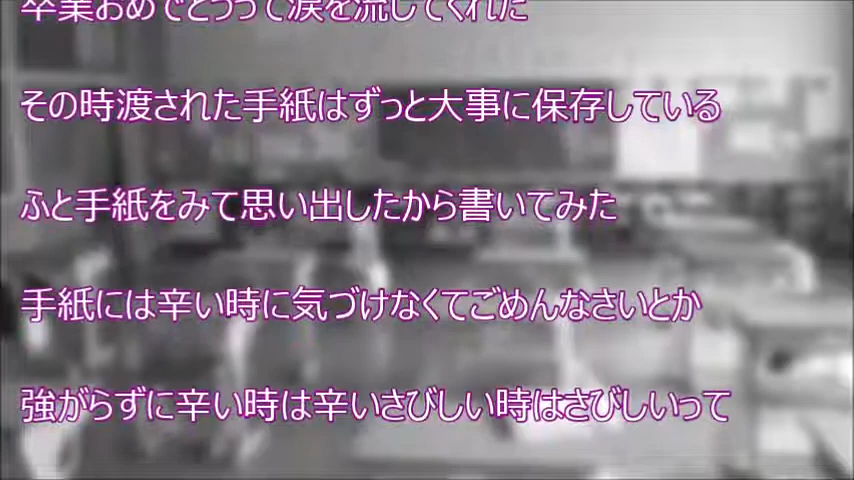 卒業おめでとうって涙を流してくれた
その時渡された手紙はずっと大事に保存している
ふと手紙をみて思い出したから書いてみた
手紙には辛い時に気づけなくてごめんなさいとか
強がらずに辛い時は辛いさびしい時はさびしいって